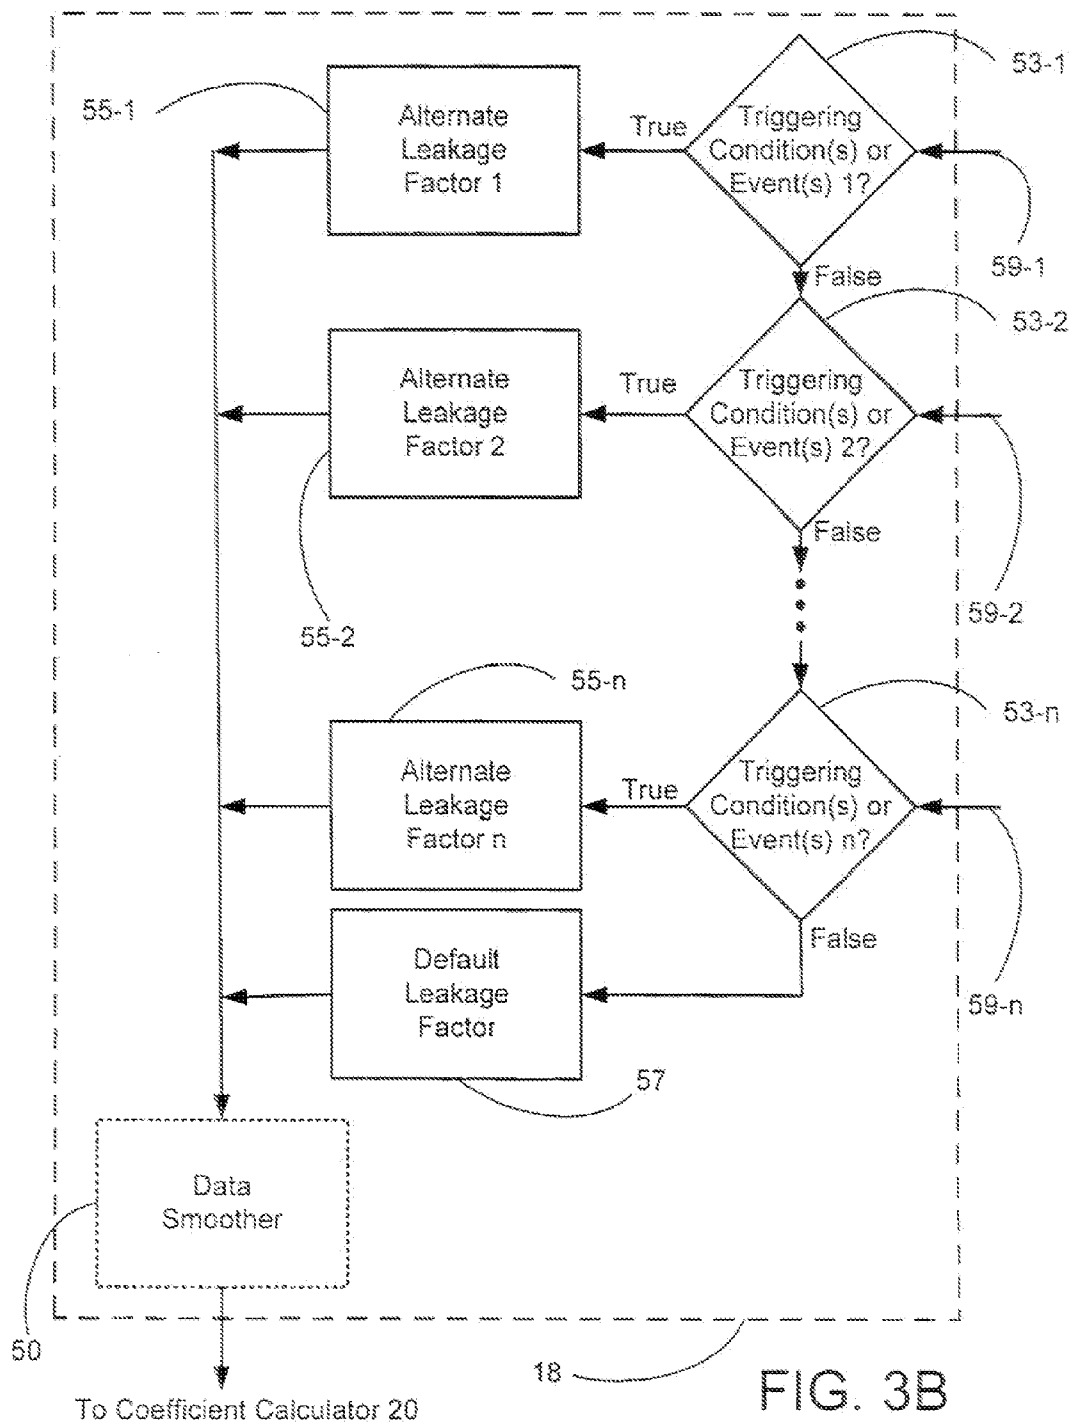 53-1
55-1
Alternate
Leakage
Factor 1
True
Triggering
Condition(s) or
Event(s) 1?
59-1
False
53-2
Alternate
Leakage
Factor 2
True
Triggering
Condition(s) or
Event(s) 2?
False
59-2
55-2
55-n
53-n
Alternate
Leakage
Factor n
True
Triggering
Condition(s) or
Event(s) n?
False
Default
Leakage
Factor
59-n
57
Data
Smoother
50
18
FIG. 3B
To Coefficient Calculator 20